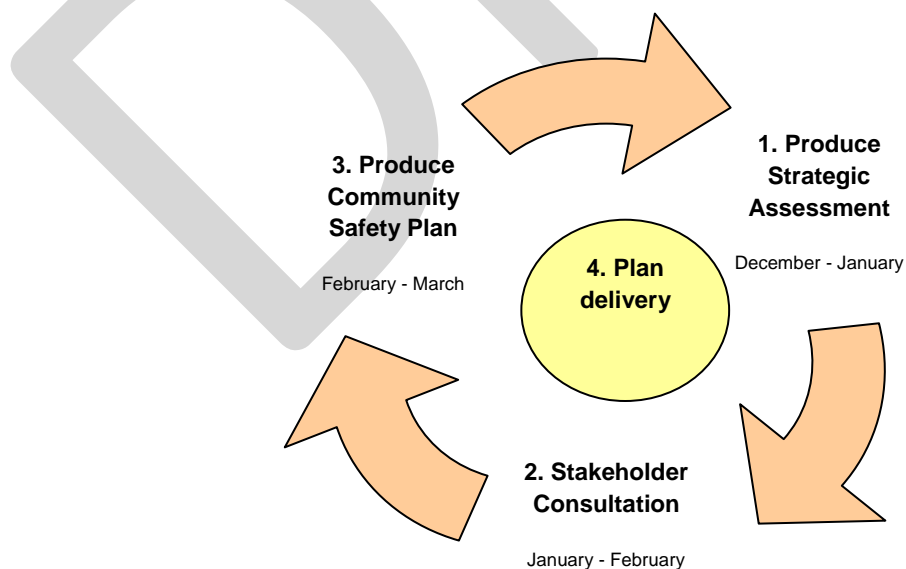 1. Produce
Strategic
Assessment
December - January
2. Stakeholder
Consultation
January - February
3. Produce
Community
Safety Plan
February - March
4. Plan
delivery